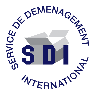 SERVICE DE DEMENAGEMENT
SDI
INTERNATIONAL